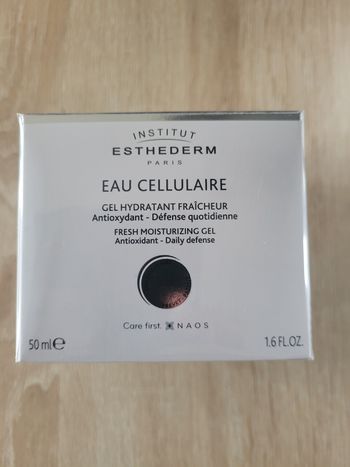 INSTITUT
ESTHEDERM
PARIS
EAU CELLULAIRE
GEL HYDRATANT FRAÎCHEUR
Antioxydant - Défense quotidienne
FRESH MOISTURIZING GEL
Antioxidant - Daily defense
Care first. NAOS
50 ml℮ 1.6 FL.OZ.